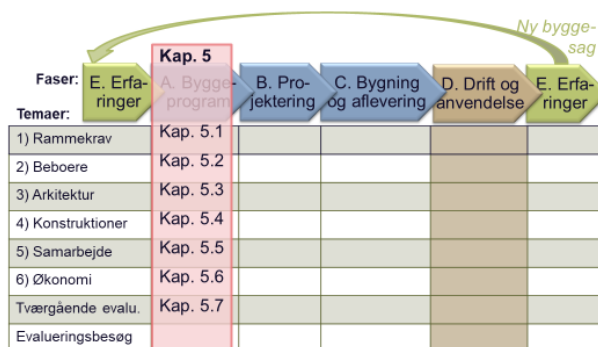 Ny bygge-
sag
Kap. 5
Faser:
E. Erfa-
ringer
A. Bygge-
program
B. Pro-
jektering
C. Bygning
og aflevering
D. Drift og
anvendelse
E. Erfa-
ringer
Temaer:
1) Rammekrav
Kap. 5.1
2) Beboere
Kap. 5.2
3) Arkitektur
Kap. 5.3
4) Konstruktioner
Kap. 5.4
5) Samarbejde
Kap. 5.5
6) Økonomi
Kap. 5.6
Tværgående evalu.
Kap. 5.7
Evalueringsbesøg